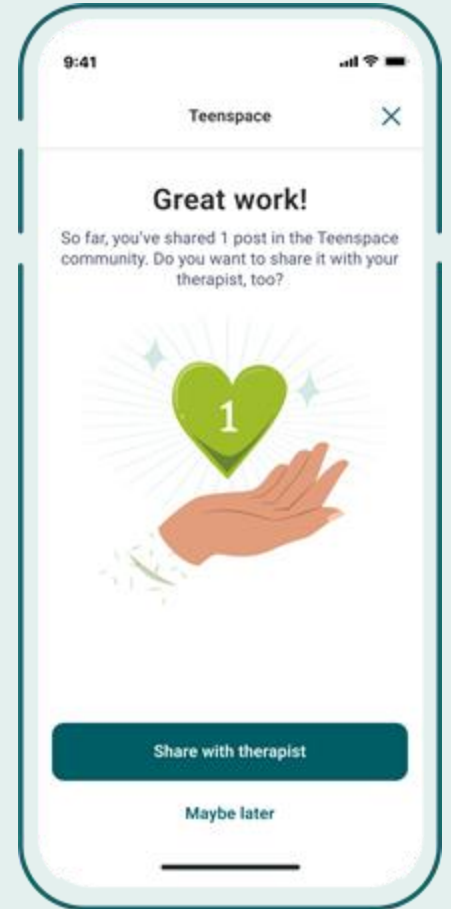 9:41
Teenspace
Great work!
So far, you've shared 1 post in the Teenspace
community. Do you want to share it with your
therapist, too?
1
Share with therapist
Maybe later